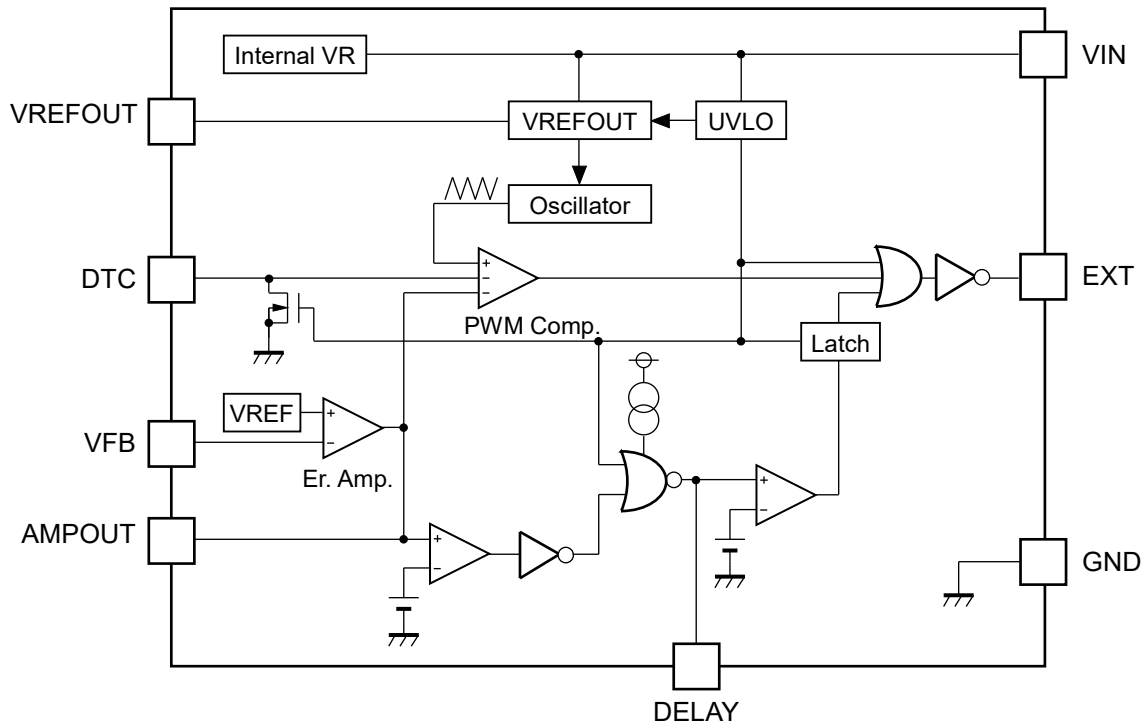 Internal VR
VIN
VREFOUT
VREFOUT
UVLO
Oscillator
+
−
−
DTC
EXT
PWM Comp.
Latch
VREF
+
−
VFB
Er. Amp.
+
−
AMPOUT
+
−
GND
DELAY